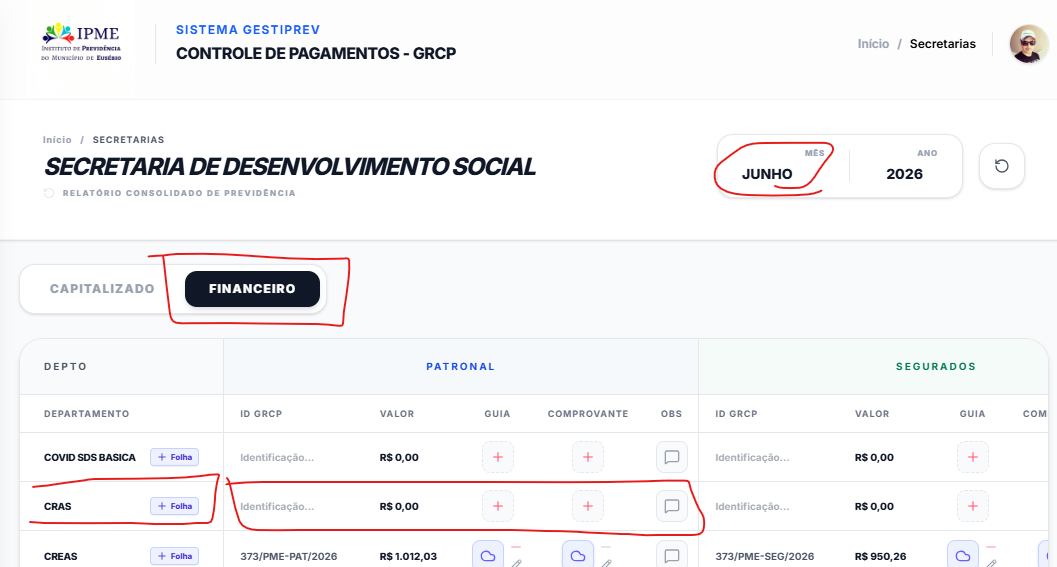 IPME
INSTITUTO DE PREVIDÊNCIA
DO MUNICÍPIO DE EUSÉBIO
SISTEMA GESTIPREV
CONTROLE DE PAGAMENTOS - GRCP
Início / Secretarias
Início / SECRETARIAS
SECRETARIA DE DESENVOLVIMENTO SOCIAL
RELATÓRIO CONSOLIDADO DE PREVIDÊNCIA
MÊS
JUNHO
ANO
2026
CAPITALIZADO FINANCEIRO
DEPTO PATRONAL SEGURADOS
DEPARTAMENTO ID GRCP VALOR GUIA COMPROVANTE OBS ID GRCP VALOR GUIA COM
COVID SDS BASICA + Folha Identificação... R$ 0,00 + + Identificação... R$ 0,00 +
CRAS + Folha Identificação... R$ 0,00 + + Identificação... R$ 0,00 +
CREAS + Folha 373/PME-PAT/2026 R$ 1.012,03 373/PME-SEG/2026 R$ 950,26